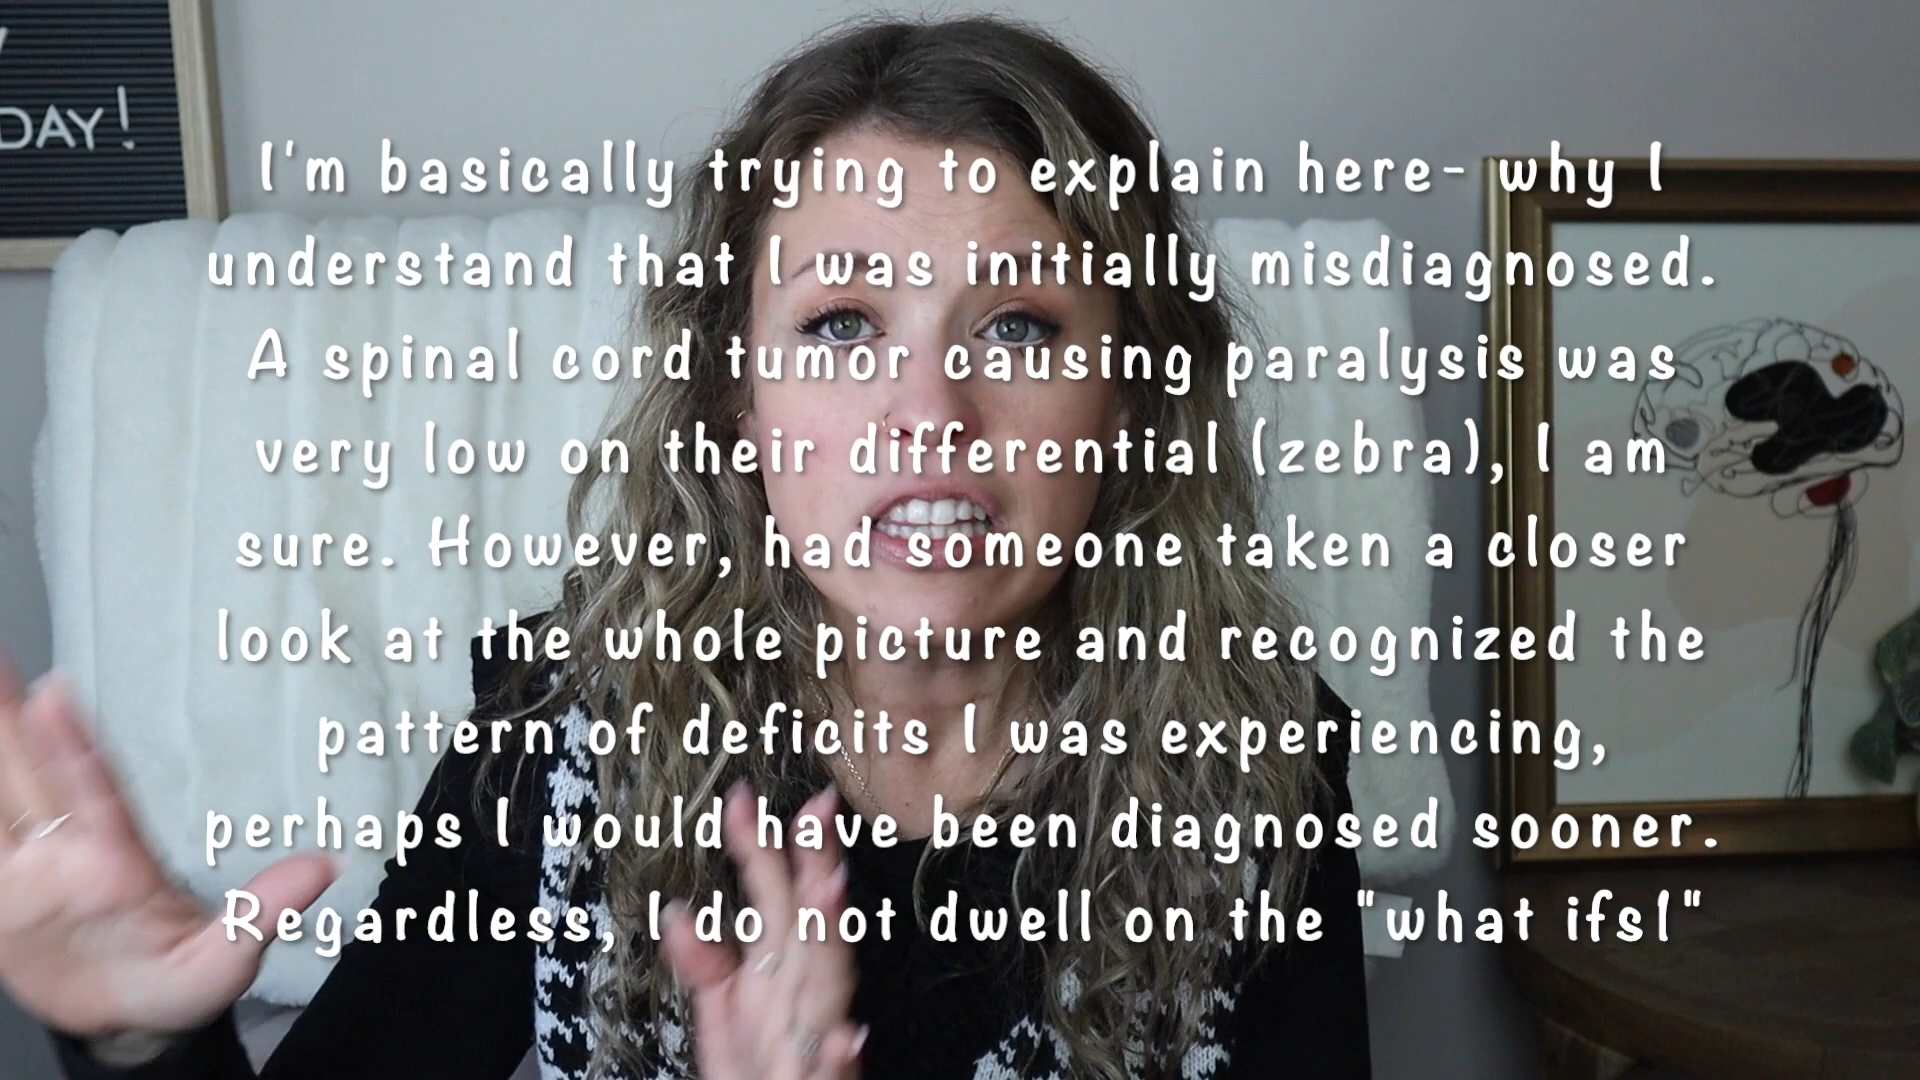 DAY!
I'm basically trying to explain here- why I
understand that I was initially misdiagnosed.
A spinal cord tumor causing paralysis was
very low on their differential (zebra), I am
sure. However, had someone taken a closer
look at the whole picture and recognized the
pattern of deficits I was experiencing,
perhaps I would have been diagnosed sooner.
Regardless, I do not dwell on the "what ifs1"